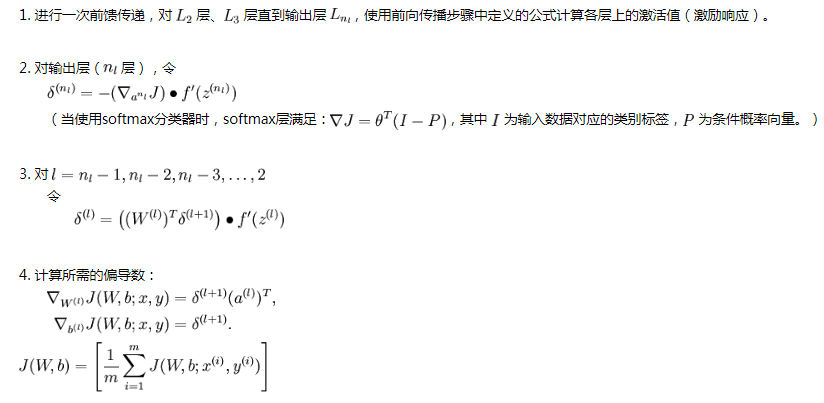 1. 进行一次前馈传递，对 $L_2$ 层、$L_3$ 层直到输出层 $L_{n_l}$，使用前向传播步骤中定义的公式计算各层上的激活值（激励响应）。
2. 对输出层（$n_l$ 层），令
$\delta^{(n_l)} = -(\nabla_{a^{n_l}} J) \bullet f'(z^{(n_l)})$
（当使用softmax分类器时，softmax层满足：$\nabla J = \theta^T (I - P)$，其中 $I$ 为输入数据对应的类别标签，$P$ 为条件概率向量。）
3. 对 $l = n_l - 1, n_l - 2, n_l - 3, \ldots, 2$
令
$\delta^{(l)} = \left( (W^{(l)})^T \delta^{(l+1)} \right) \bullet f'(z^{(l)})$
4. 计算所需的偏导数：
$\nabla_{W^{(l)}} J(W, b; x, y) = \delta^{(l+1)} (a^{(l)})^T,$
$\nabla_{b^{(l)}} J(W, b; x, y) = \delta^{(l+1)}.$
$J(W, b) = \left[ \frac{1}{m} \sum_{i=1}^{m} J(W, b; x^{(i)}, y^{(i)}) \right]$